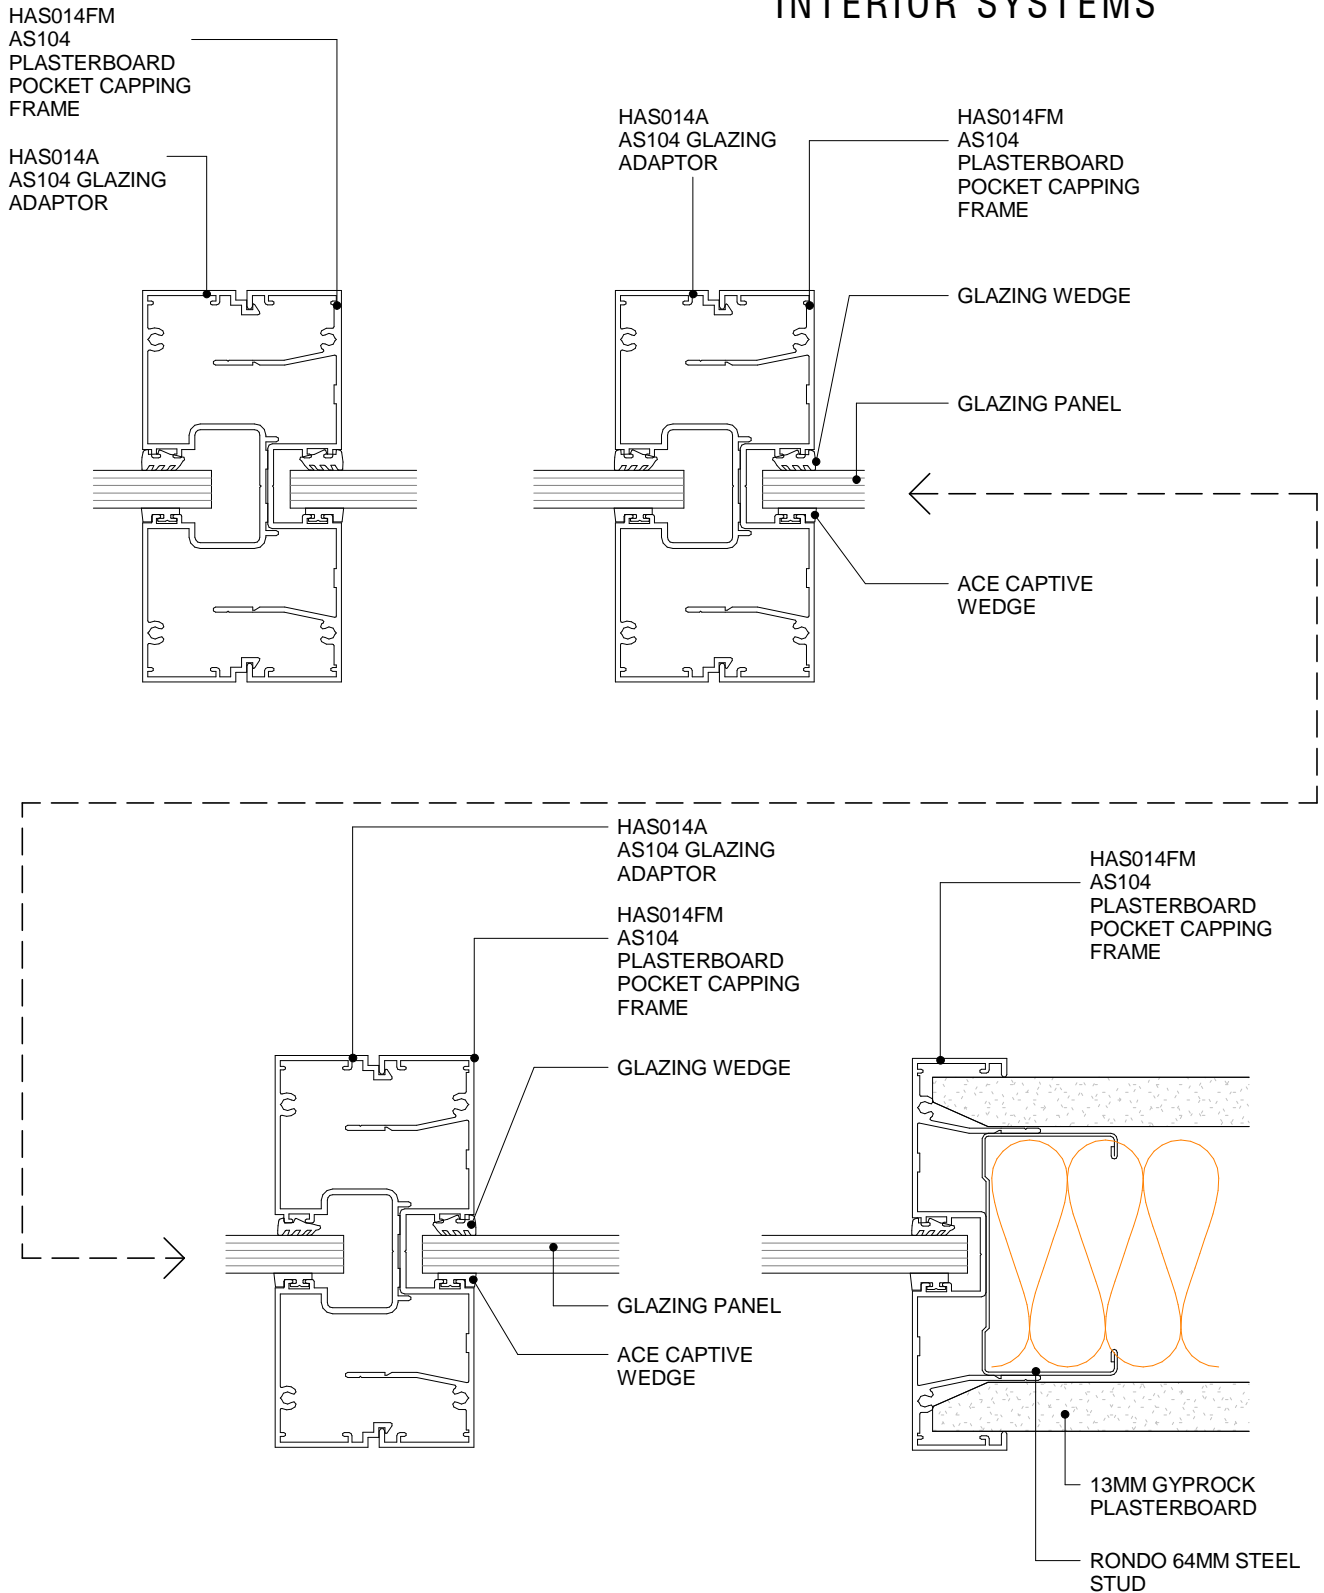 INTERIOR SYSTEMS
HAS014FM
AS104
PLASTERBOARD
POCKET CAPPING
FRAME
HAS014A
AS104 GLAZING
ADAPTOR
HAS014A
AS104 GLAZING
ADAPTOR
HAS014FM
AS104
PLASTERBOARD
POCKET CAPPING
FRAME
GLAZING WEDGE
GLAZING PANEL
ACE CAPTIVE
WEDGE
HAS014A
AS104 GLAZING
ADAPTOR
HAS014FM
AS104
PLASTERBOARD
POCKET CAPPING
FRAME
GLAZING WEDGE
GLAZING PANEL
ACE CAPTIVE
WEDGE
HAS014FM
AS104
PLASTERBOARD
POCKET CAPPING
FRAME
13MM GYPROCK
PLASTERBOARD
RONDO 64MM STEEL
STUD